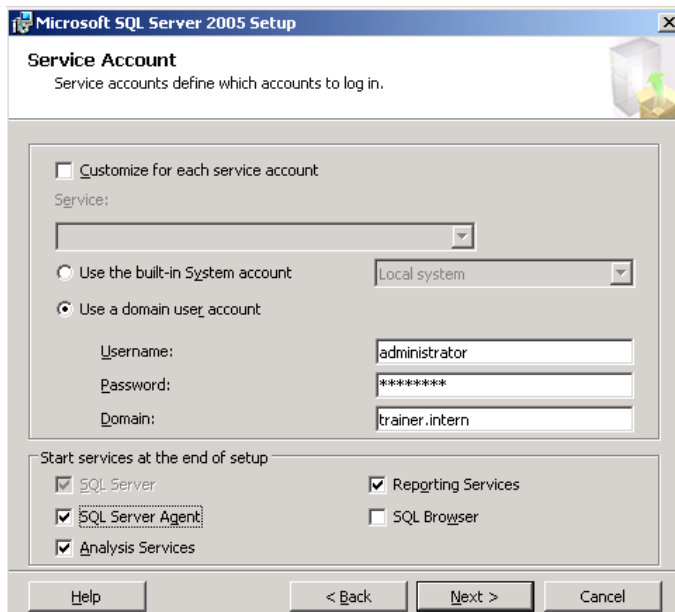 Microsoft SQL Server 2005 Setup
Service Account
Service accounts define which accounts to log in.
Customize for each service account
Service:
Use the built-in System account
Local system
Use a domain user account
Username:
administrator
Password:
********
Domain:
trainer.intern
Start services at the end of setup
SQL Server
Reporting Services
SQL Server Agent
SQL Browser
Analysis Services
Help
< Back
Next >
Cancel